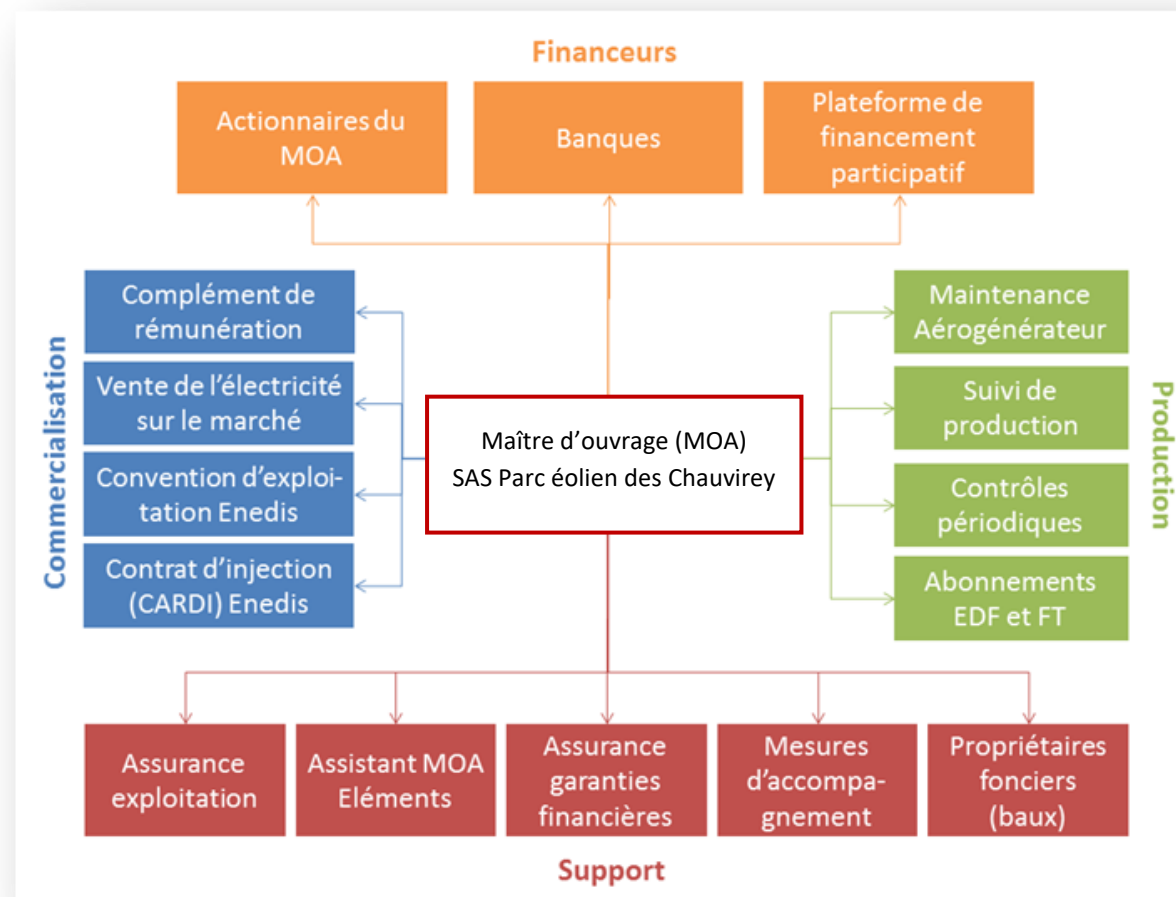 Financeurs
Actionnaires du
MOA
Banques
Plateforme de
financement
participatif
Commercialisation
Complément de
rémunération
Vente de l'électricité
sur le marché
Convention d'exploi-
tation Enedis
Contrat d'injection
(CARDI) Enedis
Maître d'ouvrage (MOA)
SAS Parc éolien des Chauvirey
Maintenance
Aérogénérateur
Suivi de
production
Contrôles
périodiques
Abonnements
EDF et FT
Production
Assurance
exploitation
Assistant MOA
Eléments
Assurance
garanties
financières
Mesures
d'accompa-
gnement
Propriétaires
fonciers
(baux)
Support